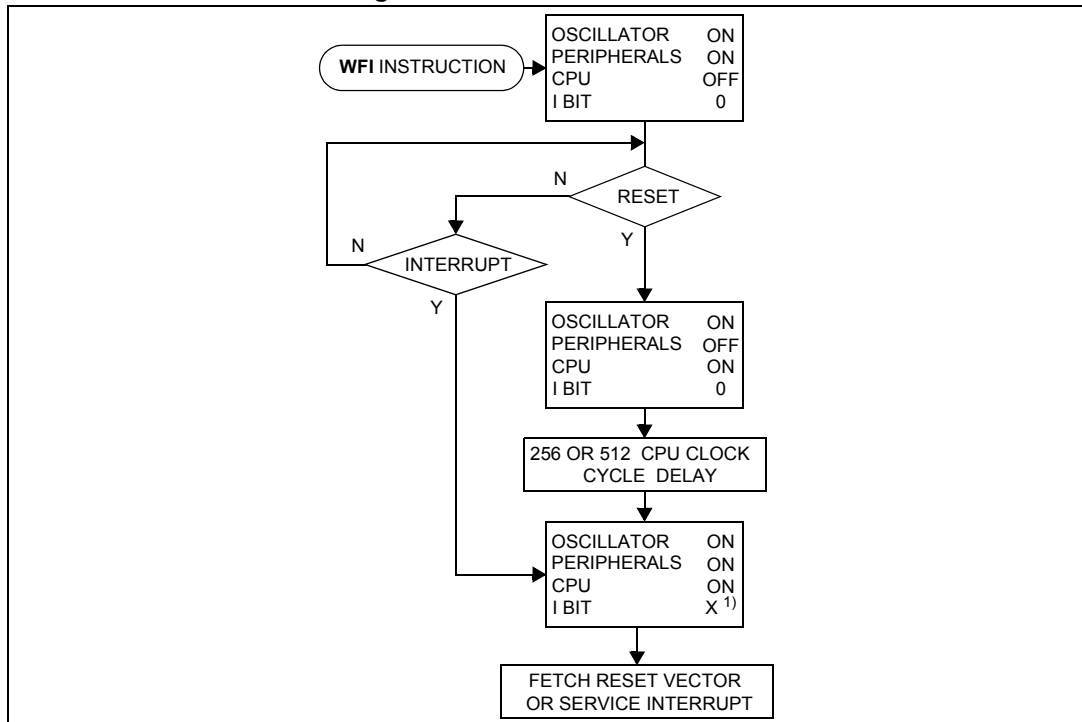 WFI INSTRUCTION
OSCILLATOR ON
PERIPHERALS ON
CPU OFF
I BIT 0
N
RESET
Y
N
INTERRUPT
Y
OSCILLATOR ON
PERIPHERALS OFF
CPU ON
I BIT 0
256 OR 512 CPU CLOCK
CYCLE DELAY
OSCILLATOR ON
PERIPHERALS ON
CPU ON
I BIT X 1)
FETCH RESET VECTOR
OR SERVICE INTERRUPT